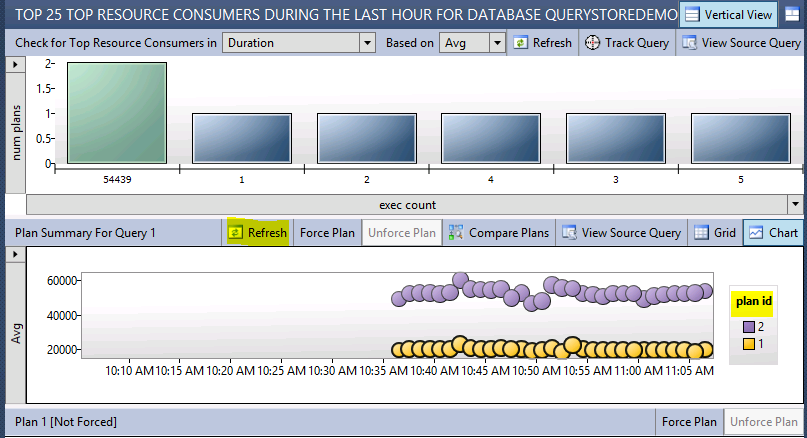 TOP 25 TOP RESOURCE CONSUMERS DURING THE LAST HOUR FOR DATABASE QUERYSTOREDEMO Vertical View
Check for Top Resource Consumers in Duration Based on Avg Refresh Track Query View Source Query
num plans
2
1.5
1
0.5
0
54439 1 2 4 3 5
exec count
Plan Summary For Query 1 Refresh Force Plan Unforce Plan Compare Plans View Source Query Grid Chart
Avg
60000
40000
20000
10:10 AM 10:15 AM 10:20 AM 10:25 AM 10:30 AM 10:35 AM 10:40 AM 10:45 AM 10:50 AM 10:55 AM 11:00 AM 11:05 AM
plan id
2
1
Plan 1 [Not Forced] Force Plan Unforce Plan